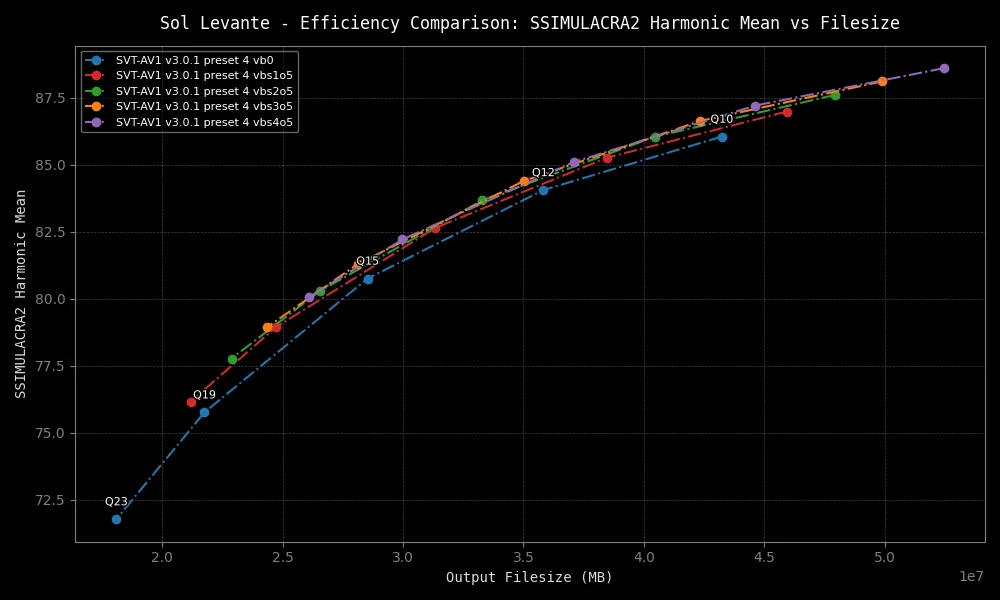 Sol Levante - Efficiency Comparison: SSIMULACRA2 Harmonic Mean vs Filesize
SVT-AV1 v3.0.1 preset 4 vb0
SVT-AV1 v3.0.1 preset 4 vbs1o5
SVT-AV1 v3.0.1 preset 4 vbs2o5
SVT-AV1 v3.0.1 preset 4 vbs3o5
SVT-AV1 v3.0.1 preset 4 vbs4o5
SSIMULACRA2 Harmonic Mean
87.5
85.0
82.5
80.0
77.5
75.0
72.5
Q10
Q12
Q15
Q19
Q23
2.0 2.5 3.0 3.5 4.0 4.5 5.0
1e7
Output Filesize (MB)